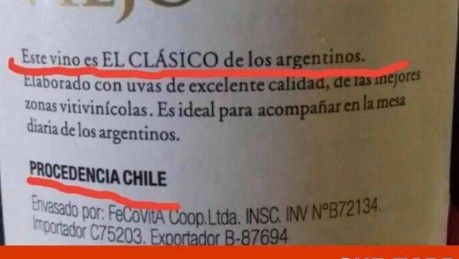 Este vino es EL CLÁSICO de los argentinos.
Elaborado con uvas de excelente calidad, de las mejores
zonas vitivinícolas. Es ideal para acompañar en la mesa
diaria de los argentinos.
PROCEDENCIA CHILE
Envasado por: FeCoVitA Coop.Ltda. INSC. INV NºB72134.
Importador C75203. Exportador B-87694